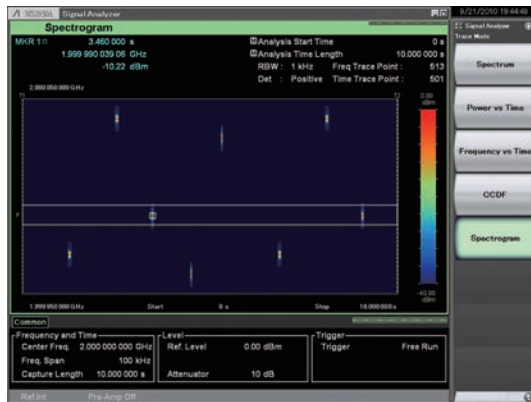 MS2830A Signal Analyzer
9/21/2010 19:44:49
Spectrogram
Signal Analyzer
Trace Mode
MKR 1 3.460 000 s
1.999 990 039 06 GHz
-10.22 dBm
Analysis Start Time 0 s
Analysis Time Length 10.000 000 s
RBW : 1 kHz Freq Trace Point : 513
Det : Positive Time Trace Point : 501
2.000 050 000 GHz
T1
T2
0.00
dBm
F
-40.00
dBm
1.999 950 000 GHz Start 0 s Stop 10.000 000 s
Spectrum
Power vs Time
Frequency vs Time
CCDF
Spectrogram
Common
Frequency and Time
Center Freq. 2.000 000 000 GHz
Freq. Span 100 kHz
Capture Length 10.000 000 s
Level
Ref. Level 0.00 dBm
Attenuator 10 dB
Trigger
Trigger Free Run
Ref.Int Pre-Amp Off